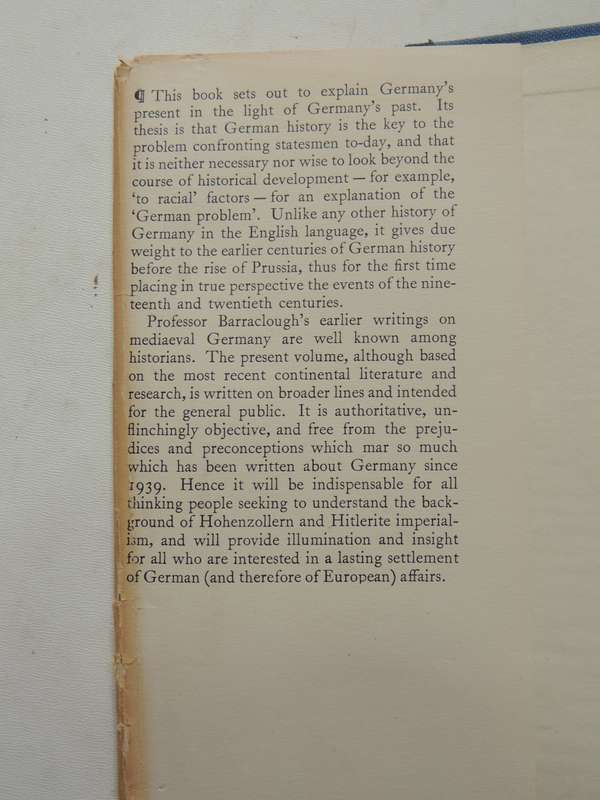 ¶ This book sets out to explain Germany's
present in the light of Germany's past. Its
thesis is that German history is the key to the
problem confronting statesmen to-day, and that
it is neither necessary nor wise to look beyond the
course of historical development — for example,
'to racial' factors — for an explanation of the
'German problem'. Unlike any other history of
Germany in the English language, it gives due
weight to the earlier centuries of German history
before the rise of Prussia, thus for the first time
placing in true perspective the events of the nine-
teenth and twentieth centuries.
Professor Barraclough's earlier writings on
mediaeval Germany are well known among
historians. The present volume, although based
on the most recent continental literature and
research, is written on broader lines and intended
for the general public. It is authoritative, un-
flinchingly objective, and free from the preju-
dices and preconceptions which mar so much
which has been written about Germany since
1939. Hence it will be indispensable for all
thinking people seeking to understand the back-
ground of Hohenzollern and Hitlerite imperial-
ism, and will provide illumination and insight
for all who are interested in a lasting settlement
of German (and therefore of European) affairs.